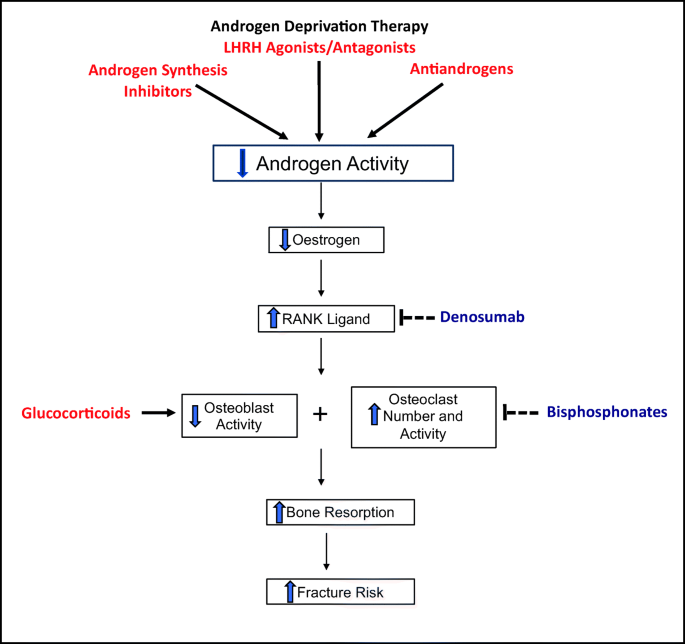 Androgen Deprivation Therapy
LHRH Agonists/Antagonists
Androgen Synthesis
Inhibitors
Antiandrogens
Androgen Activity
Oestrogen
RANK Ligand
Denosumab
Glucocorticoids
Osteoblast
Activity
+
Osteoclast
Number and
Activity
Bisphosphonates
Bone Resorption
Fracture Risk